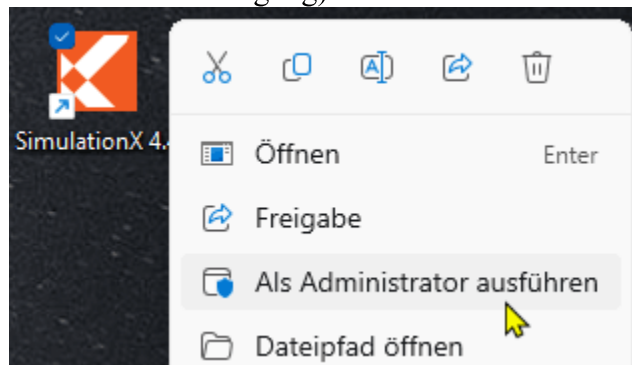 SimulationX 4.
Öffnen Enter
Freigabe
Als Administrator ausführen
Dateipfad öffnen